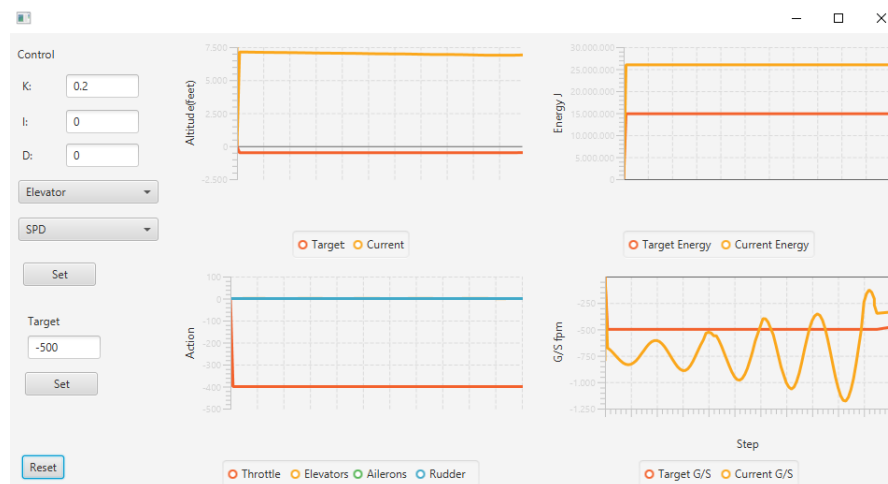 Control
K: 0.2
I: 0
D: 0
Elevator
SPD
Set
Target
-500
Set
Reset
Altitude(feet)
7.500
5.000
2.500
0
-2.500
Target Current
Energy J
30.000.000
25.000.000
20.000.000
15.000.000
10.000.000
5.000.000
0
Target Energy Current Energy
Action
100
0
-100
-200
-300
-400
-500
Throttle Elevators Ailerons Rudder
G/S fpm
-250
-500
-750
-1.000
-1.250
Step
Target G/S Current G/S